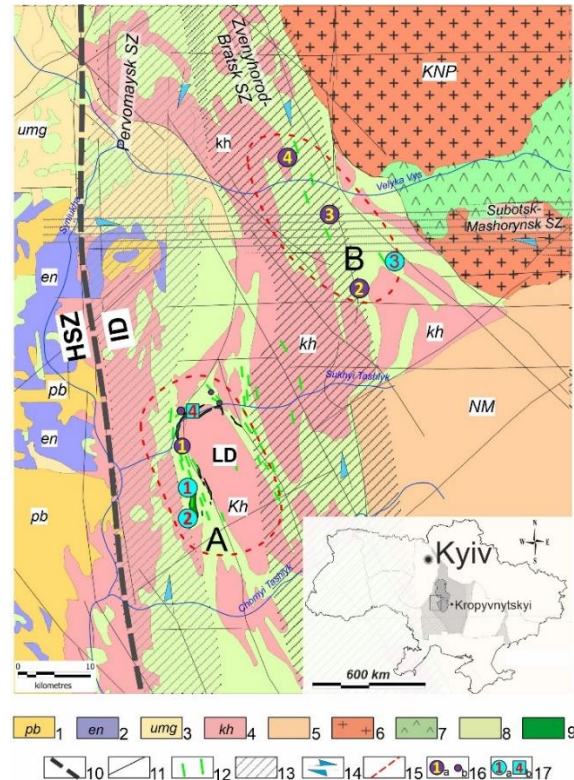 Pervomaysk SZ
Zvenyhorod-
Bratsk SZ
KNP
umg
kh
4
Velyka Vys
Syniukha
3
Subotsk-
Mashorynsk SZ
B
3
en
2
HSZ
ID
kh
kh
pb
Sukhyi Tashlyk
NM
4
en
1
LD
pb
1
Kh
2
A
Kyiv
Kropyvnytskyi
Chornyi Tashlyk
0
10
kilometres
600 km
pb 1 en 2 umg 3 kh 4 5 6 7 8 9
10 11 12 13 14 15 1 a b 16 1 a 4 b 17